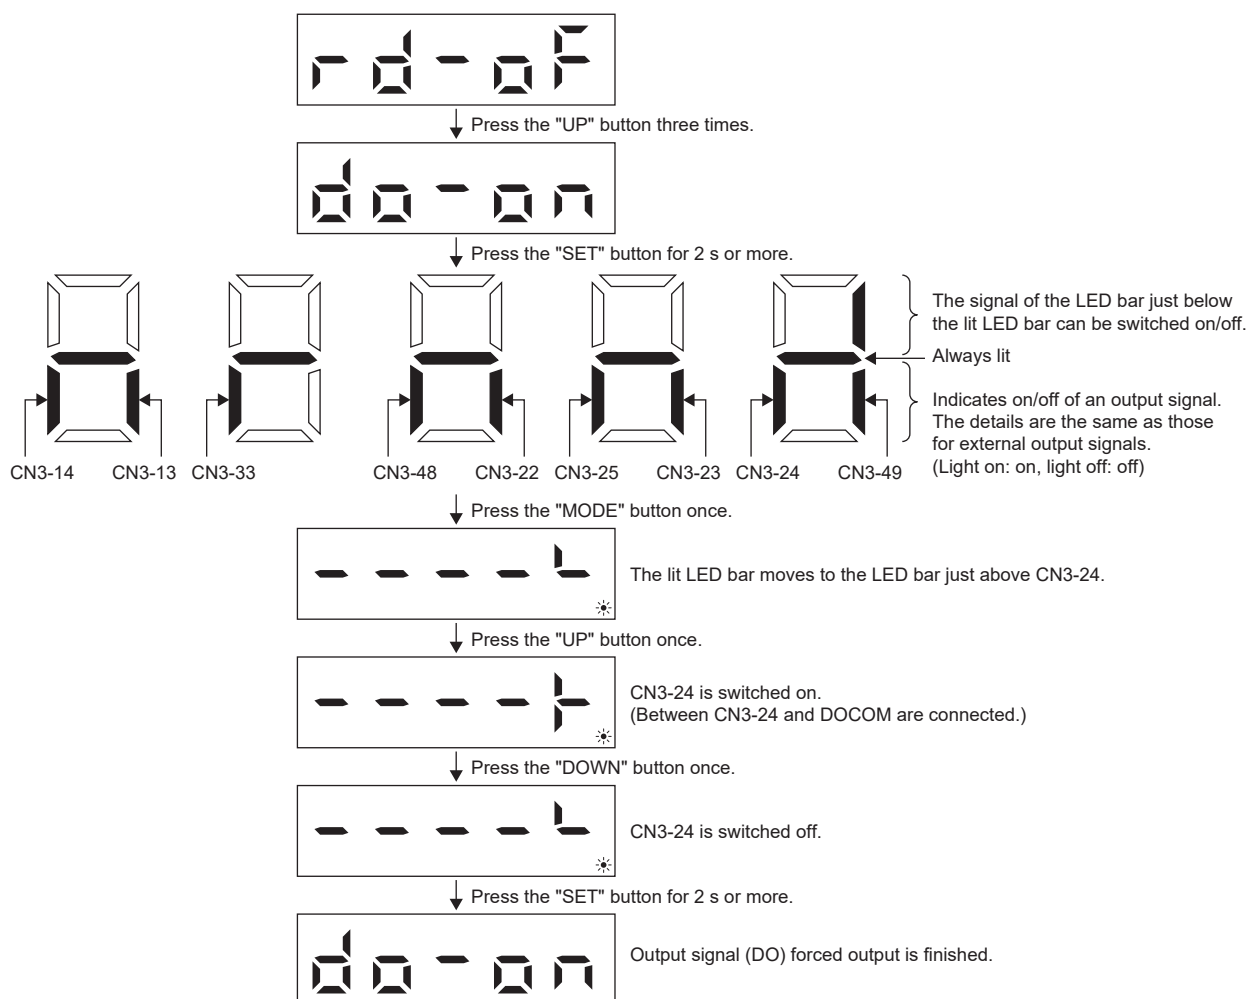 rd-oF
Press the "UP" button three times.
do-on
Press the "SET" button for 2 s or more.
The signal of the LED bar just below
the lit LED bar can be switched on/off.
Always lit
Indicates on/off of an output signal.
The details are the same as those
for external output signals.
(Light on: on, light off: off)
CN3-14 CN3-13 CN3-33 CN3-48 CN3-22 CN3-25 CN3-23 CN3-24 CN3-49
Press the "MODE" button once.
The lit LED bar moves to the LED bar just above CN3-24.
Press the "UP" button once.
CN3-24 is switched on.
(Between CN3-24 and DOCOM are connected.)
Press the "DOWN" button once.
CN3-24 is switched off.
Press the "SET" button for 2 s or more.
do-on
Output signal (DO) forced output is finished.